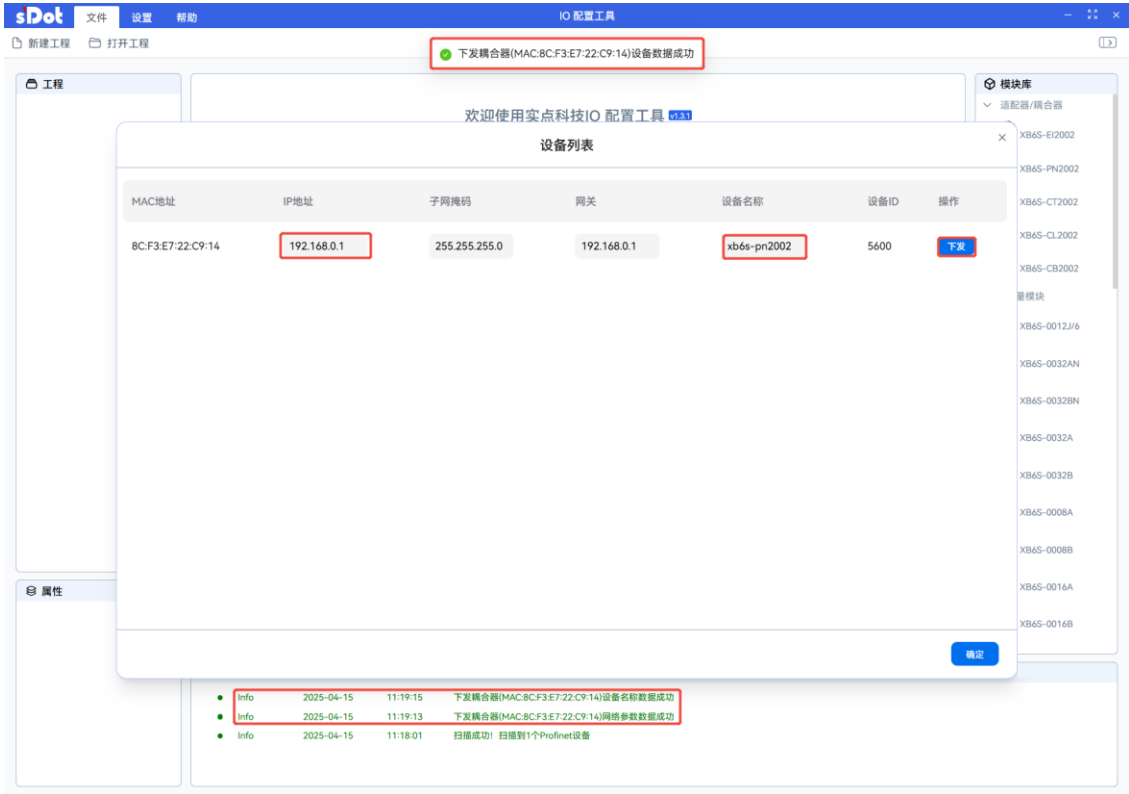 sDot 文件 设置 帮助 IO 配置工具
新建工程 打开工程
下发耦合器(MAC:8C:F3:E7:22:C9:14)设备数据成功
工程
欢迎使用实点科技IO 配置工具 v1.3.1
模块库
适配器/耦合器
设备列表
XB6S-EI2002
XB6S-PN2002
MAC地址 IP地址 子网掩码 网关 设备名称 设备ID 操作
XB6S-CT2002
XB6S-CL2002
8C:F3:E7:22:C9:14 192.168.0.1 255.255.255.0 192.168.0.1 xb6s-pn2002 5600 下发
XB6S-CB2002
量模块
XB6S-0012J/6
XB6S-0032AN
XB6S-0032BN
XB6S-0032A
XB6S-0032B
XB6S-0008A
XB6S-0008B
属性
XB6S-0016A
XB6S-0016B
确定
Info 2025-04-15 11:19:15 下发耦合器(MAC:8C:F3:E7:22:C9:14)设备名称数据成功
Info 2025-04-15 11:19:13 下发耦合器(MAC:8C:F3:E7:22:C9:14)网络参数数据成功
Info 2025-04-15 11:18:01 扫描成功！扫描到1个Profinet设备